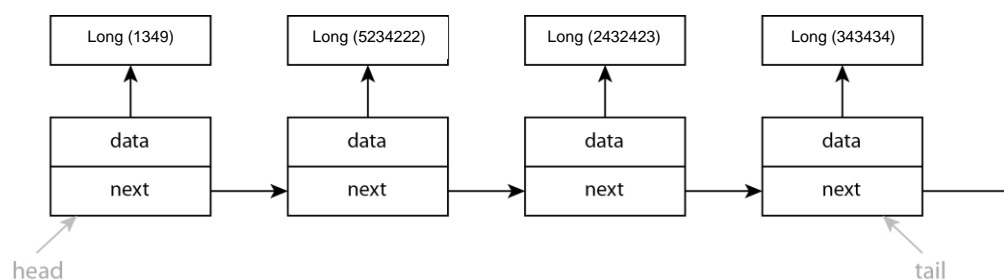 Long (1349) Long (5234222) Long (2432423) Long (343434)
data data data data
next next next next
head tail